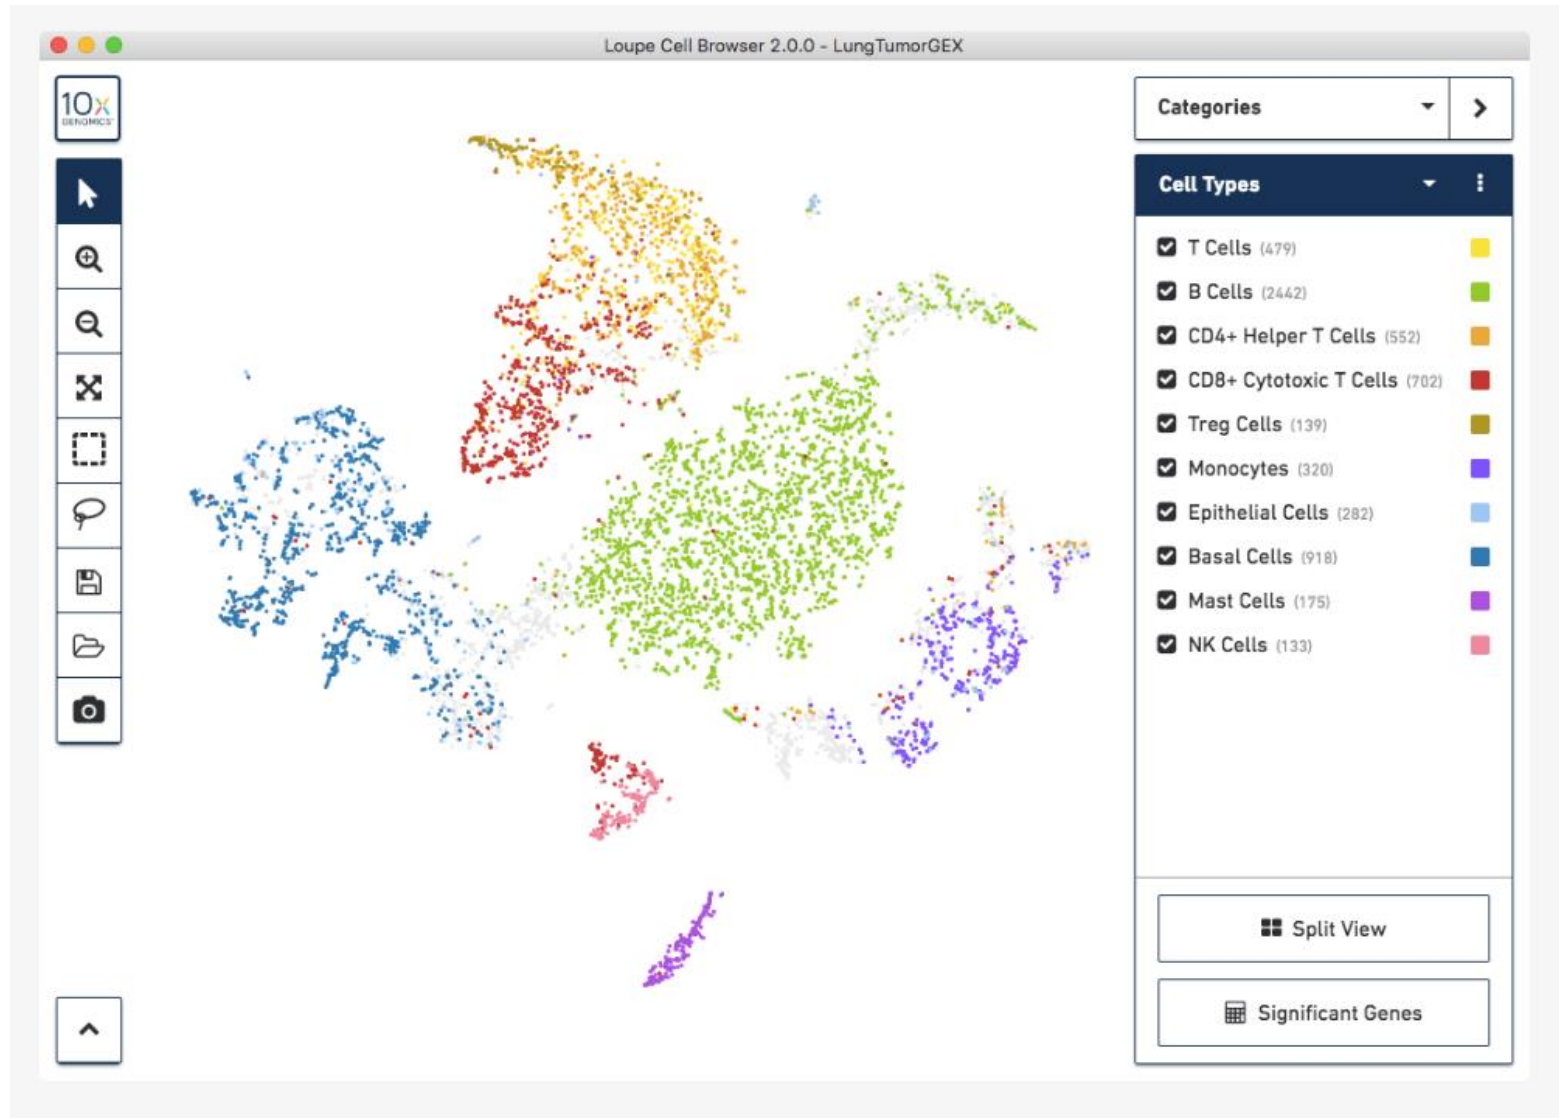 Loupe Cell Browser 2.0.0 - LungTumorGEX
10x
GENOMICS
Categories
Cell Types
T Cells (479)
B Cells (2442)
CD4+ Helper T Cells (552)
CD8+ Cytotoxic T Cells (702)
Treg Cells (139)
Monocytes (320)
Epithelial Cells (282)
Basal Cells (918)
Mast Cells (175)
NK Cells (133)
Split View
Significant Genes